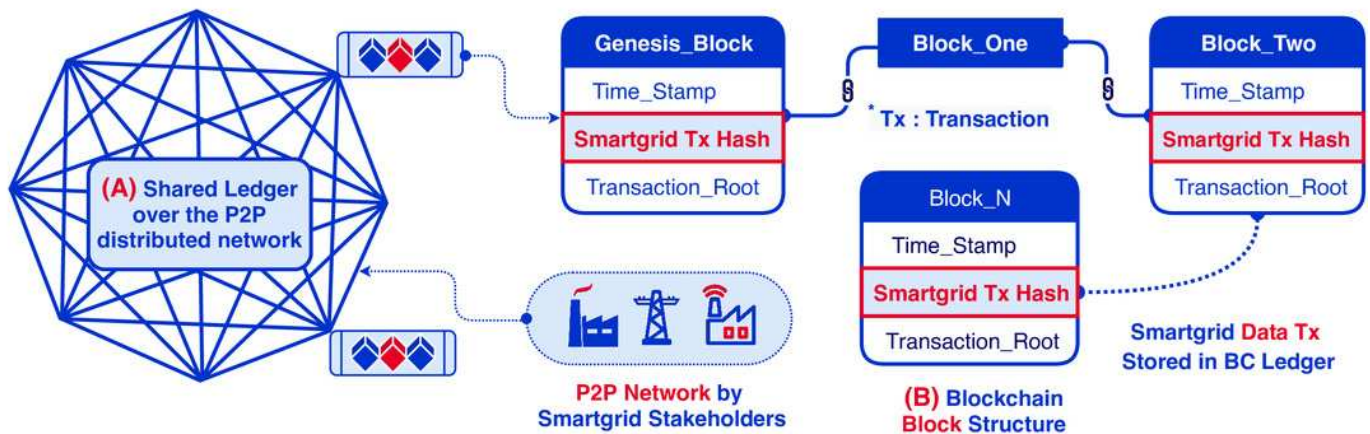 Genesis_Block
Time_Stamp
Smartgrid Tx Hash
Transaction_Root
Block_One
* Tx : Transaction
Block_Two
Time_Stamp
Smartgrid Tx Hash
Transaction_Root
(A) Shared Ledger
over the P2P
distributed network
Block_N
Time_Stamp
Smartgrid Tx Hash
Transaction_Root
P2P Network by
Smartgrid Stakeholders
(B) Blockchain
Block Structure
Smartgrid Data Tx
Stored in BC Ledger